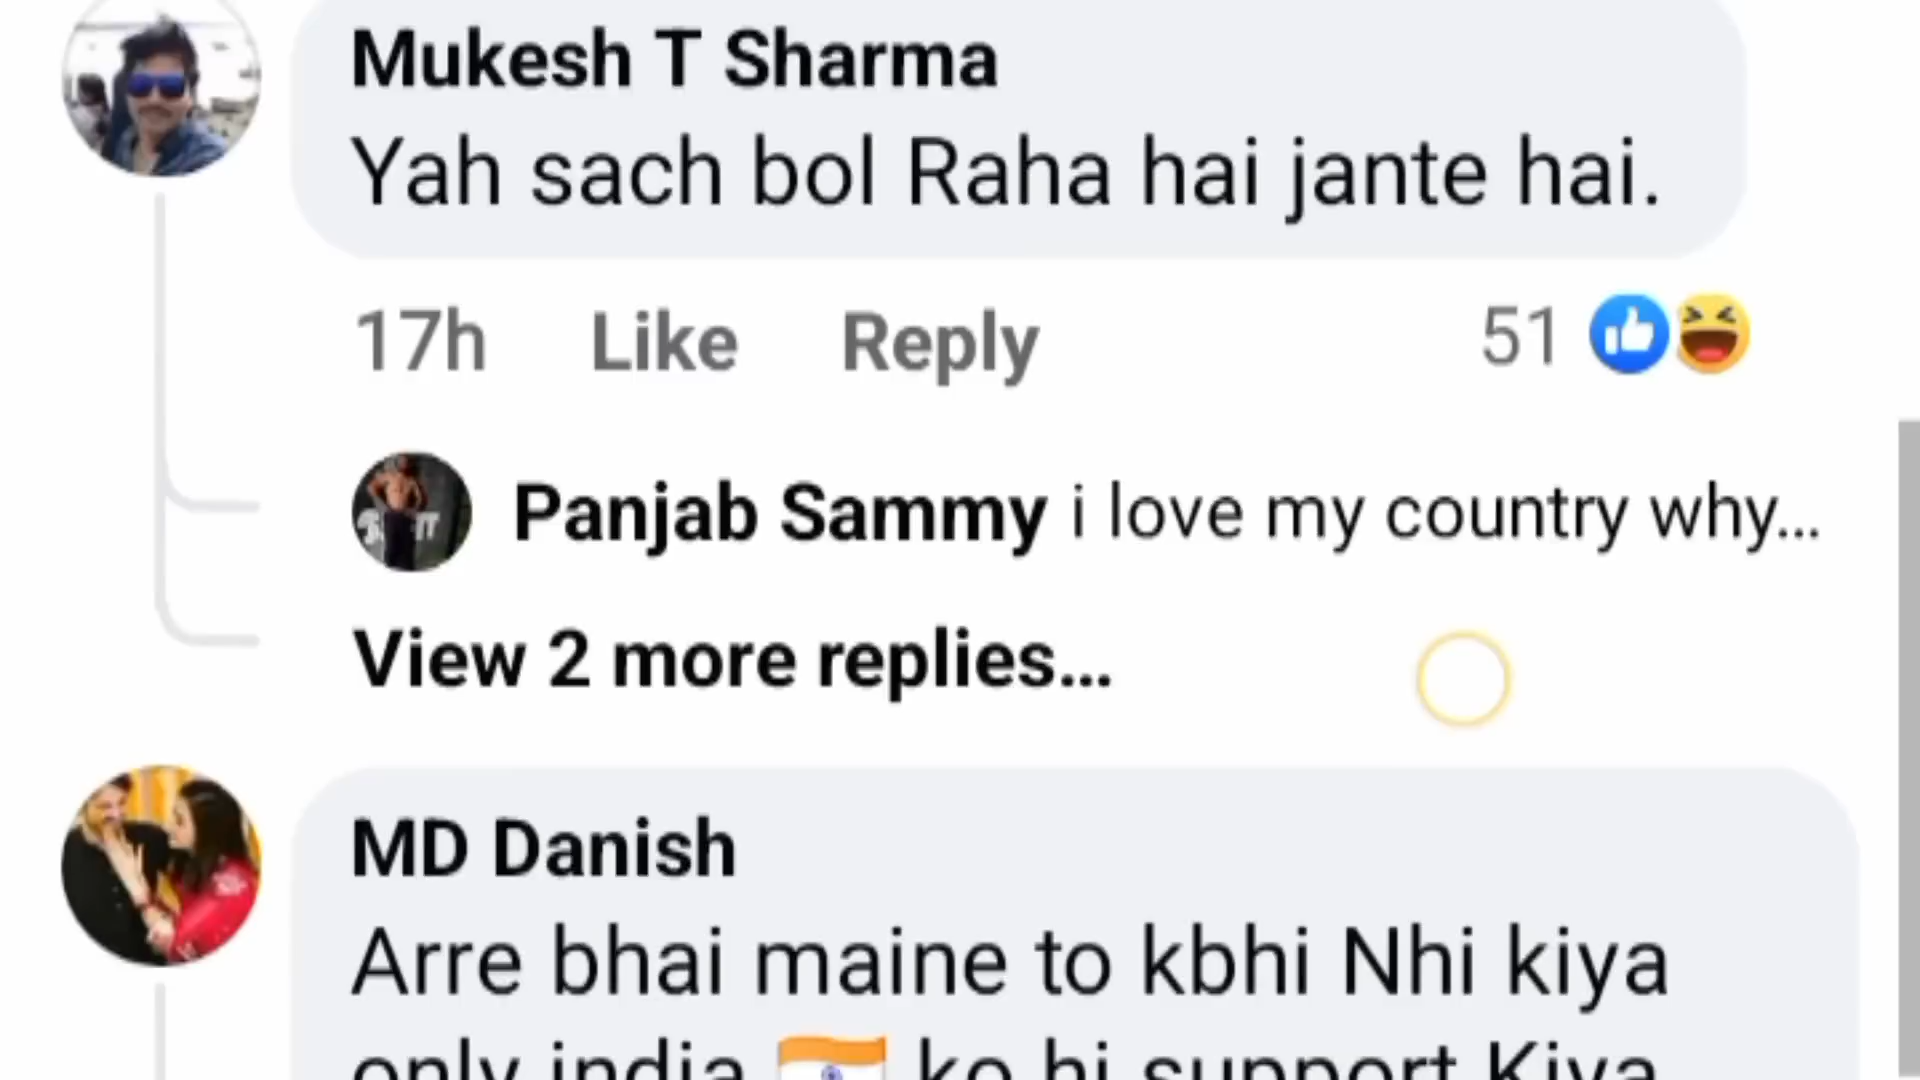 Mukesh T Sharma
Yah sach bol Raha hai jante hai.
17h Like Reply 51
Panjab Sammy i love my country why...
View 2 more replies...
MD Danish
Arre bhai maine to kbhi Nhi kiya
only india 🇮🇳 ko hi support Kiya